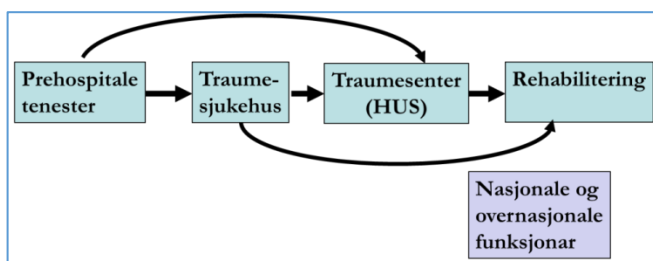 Prehospitale
tenester
Traume-
sjukehus
Traumesenter
(HUS)
Rehabilitering
Nasjonale og
overnasjonale
funksjonar